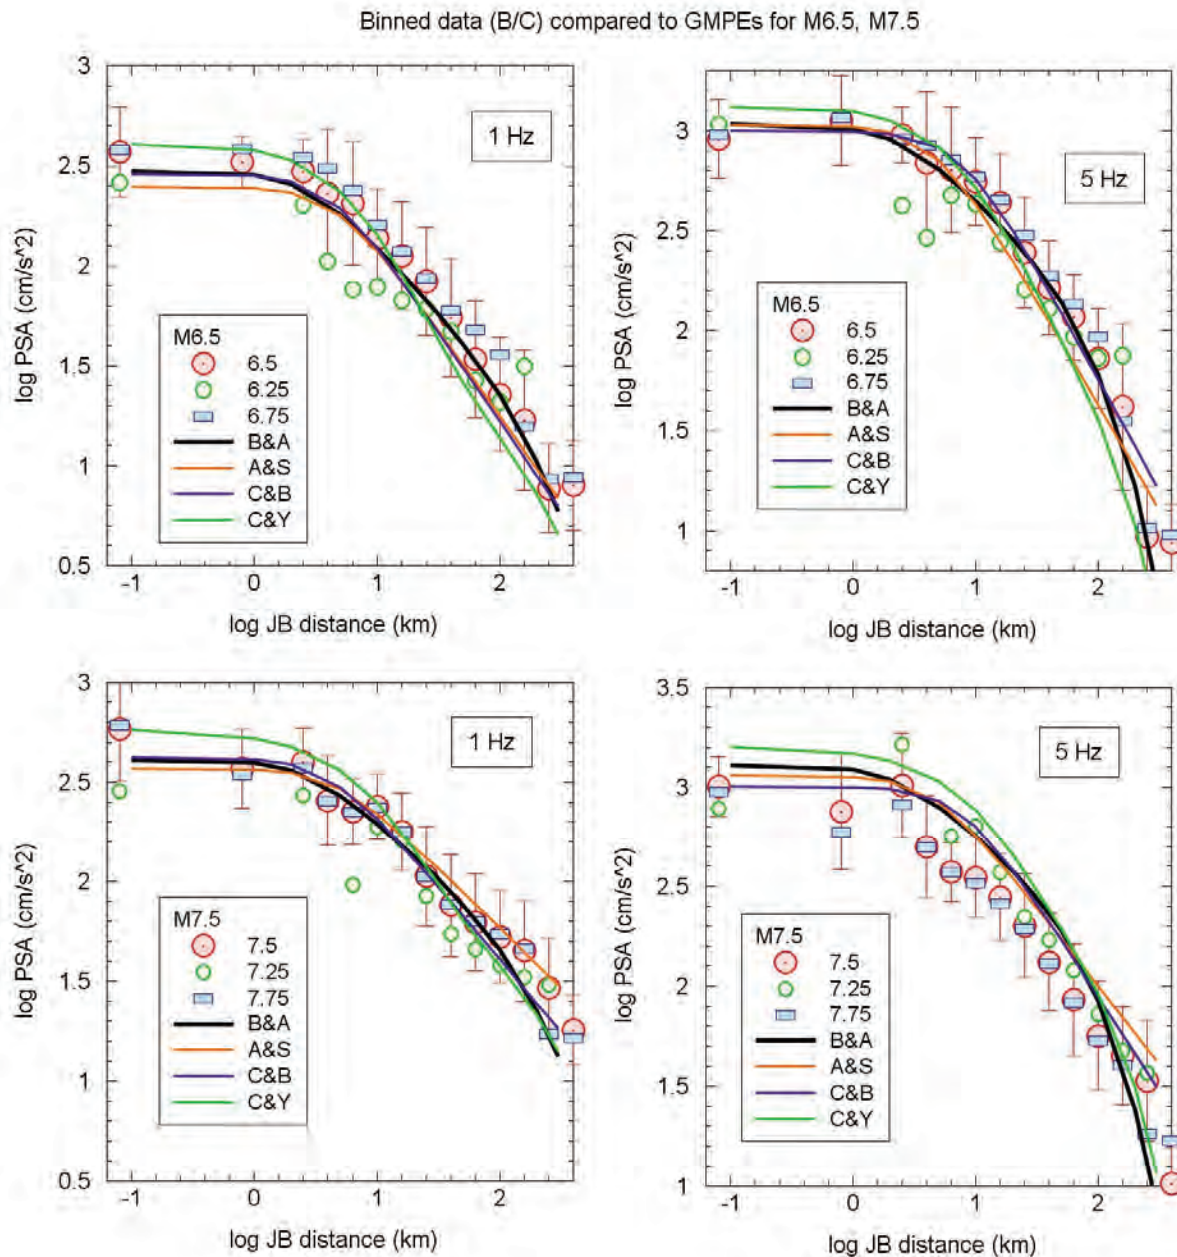 Binned data (B/C) compared to GMPEs for M6.5, M7.5
3
2.5
2
1.5
1
0.5
-1
0
1
2
log PSA (cm/s^2)
log JB distance (km)
1 Hz
M6.5
6.5
6.25
6.75
B&A
A&S
C&B
C&Y
3
2.5
2
1.5
1
-1
0
1
2
log PSA (cm/s^2)
log JB distance (km)
5 Hz
M6.5
6.5
6.25
6.75
B&A
A&S
C&B
C&Y
3
2.5
2
1.5
1
0.5
-1
0
1
2
log PSA (cm/s^2)
log JB distance (km)
1 Hz
M7.5
7.5
7.25
7.75
B&A
A&S
C&B
C&Y
3.5
3
2.5
2
1.5
1
-1
0
1
2
log PSA (cm/s^2)
log JB distance (km)
5 Hz
M7.5
7.5
7.25
7.75
B&A
A&S
C&B
C&Y